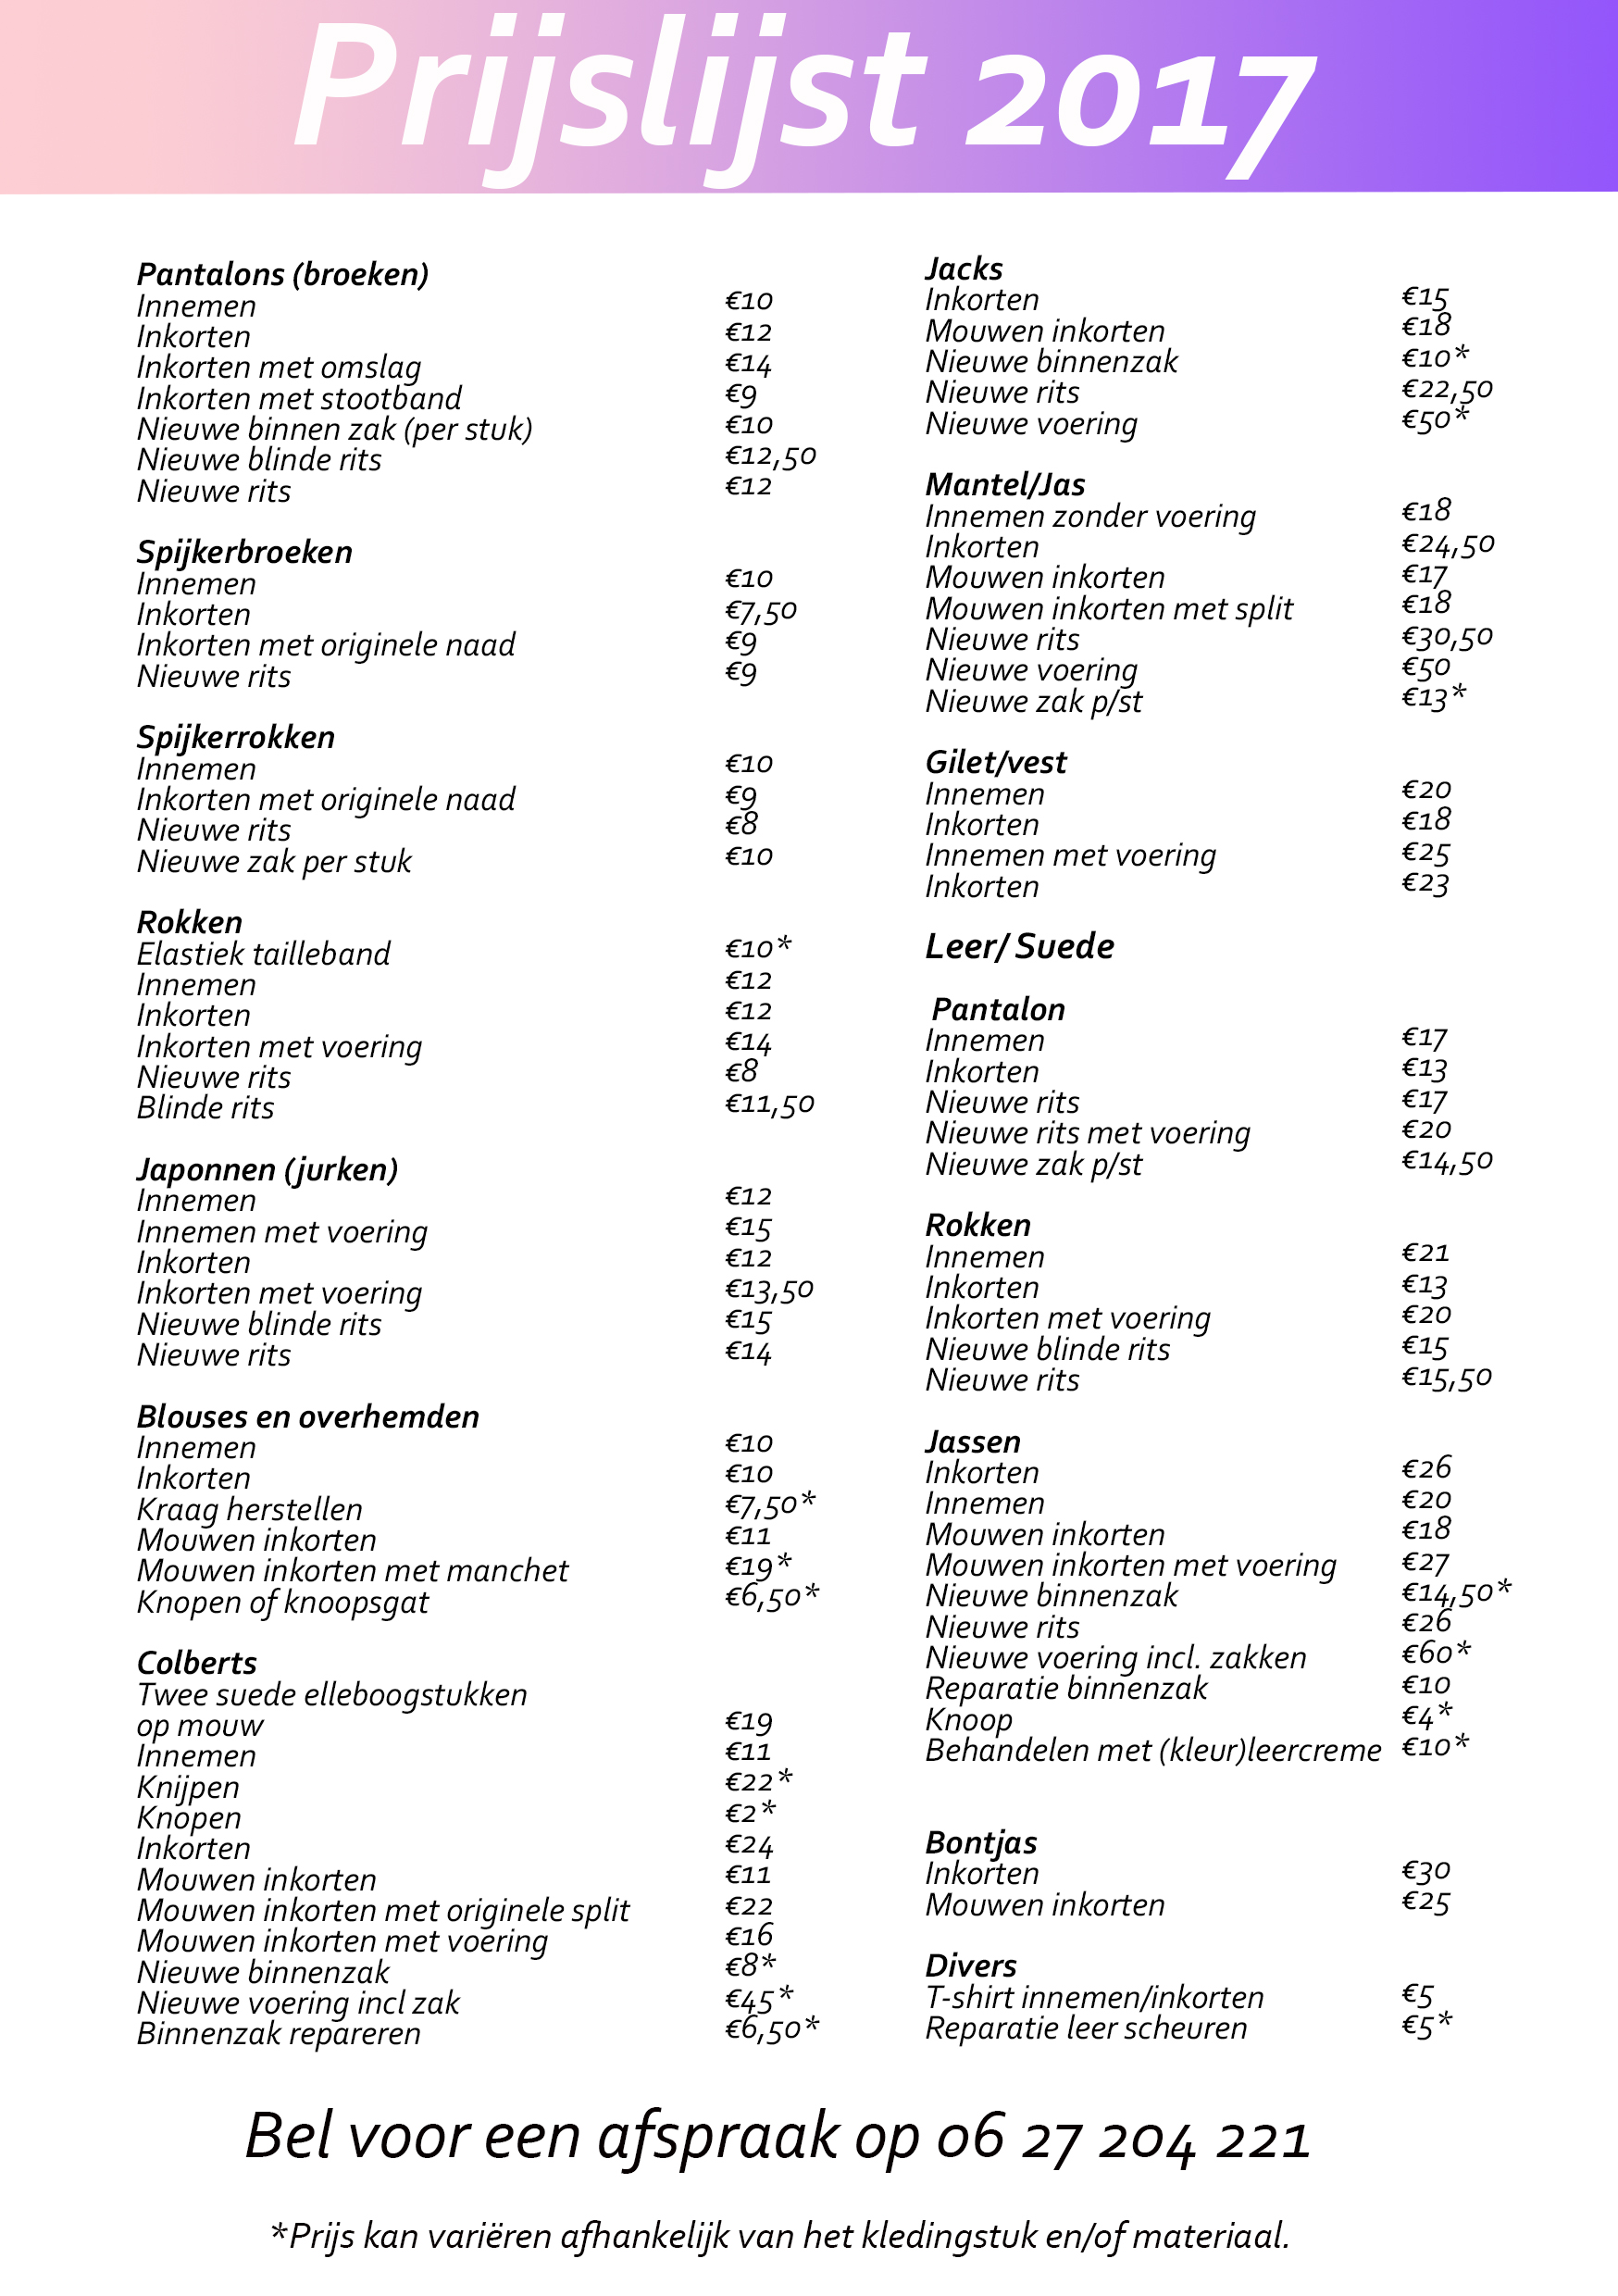 Prijslijst 2017
Pantalons (broeken)
Innemen €10
Inkorten €12
Inkorten met omslag €14
Inkorten met stootband €9
Nieuwe binnen zak (per stuk) €10
Nieuwe blinde rits €12,50
Nieuwe rits €12
Spijkerbroeken
Innemen €10
Inkorten €7,50
Inkorten met originele naad €9
Nieuwe rits €9
Spijkerrokken
Innemen €10
Inkorten met originele naad €9
Nieuwe rits €8
Nieuwe zak per stuk €10
Rokken
Elastiek tailleband €10*
Innemen €12
Inkorten €12
Inkorten met voering €14
Nieuwe rits €8
Blinde rits €11,50
Japonnen (jurken)
Innemen €12
Innemen met voering €15
Inkorten €12
Inkorten met voering €13,50
Nieuwe blinde rits €15
Nieuwe rits €14
Blouses en overhemden
Innemen €10
Inkorten €10
Kraag herstellen €7,50*
Mouwen inkorten €11
Mouwen inkorten met manchet €19*
Knopen of knoopsgat €6,50*
Colberts
Twee suede elleboogstukken
op mouw €19
Innemen €11
Knijpen €22*
Knopen €2*
Inkorten €24
Mouwen inkorten €11
Mouwen inkorten met originele split €22
Mouwen inkorten met voering €16
Nieuwe binnenzak €8*
Nieuwe voering incl zak €45*
Binnenzak repareren €6,50*
Jacks
Inkorten €15
Mouwen inkorten €18
Nieuwe binnenzak €10*
Nieuwe rits €22,50
Nieuwe voering €50*
Mantel/Jas
Innemen zonder voering €18
Inkorten €24,50
Mouwen inkorten €17
Mouwen inkorten met split €18
Nieuwe rits €30,50
Nieuwe voering €50
Nieuwe zak p/st €13*
Gilet/vest
Innemen €20
Inkorten €18
Innemen met voering €25
Inkorten €23
Leer/ Suede
Pantalon
Innemen €17
Inkorten €13
Nieuwe rits €17
Nieuwe rits met voering €20
Nieuwe zak p/st €14,50
Rokken
Innemen €21
Inkorten €13
Inkorten met voering €20
Nieuwe blinde rits €15
Nieuwe rits €15,50
Jassen
Inkorten €26
Innemen €20
Mouwen inkorten €18
Mouwen inkorten met voering €27
Nieuwe binnenzak €14,50*
Nieuwe rits €26
Nieuwe voering incl. zakken €60*
Reparatie binnenzak €10
Knoop €4*
Behandelen met (kleur)leercreme €10*
Bontjas
Inkorten €30
Mouwen inkorten €25
Divers
T-shirt innemen/inkorten €5
Reparatie leer scheuren €5*
Bel voor een afspraak op 06 27 204 221
*Prijs kan variëren afhankelijk van het kledingstuk en/of materiaal.